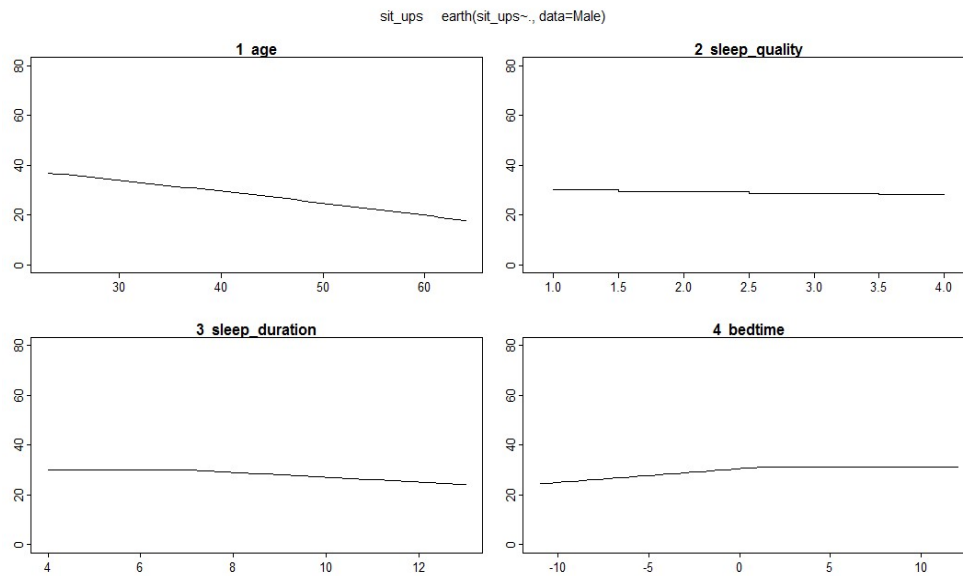 sit_ups earth(sit_ups~., data=Male)
1 age
2 sleep_quality
80
60
40
20
0
30 40 50 60
80
60
40
20
0
1.0 1.5 2.0 2.5 3.0 3.5 4.0
3 sleep_duration
4 bedtime
80
60
40
20
0
4 6 8 10 12
80
60
40
20
0
-10 -5 0 5 10